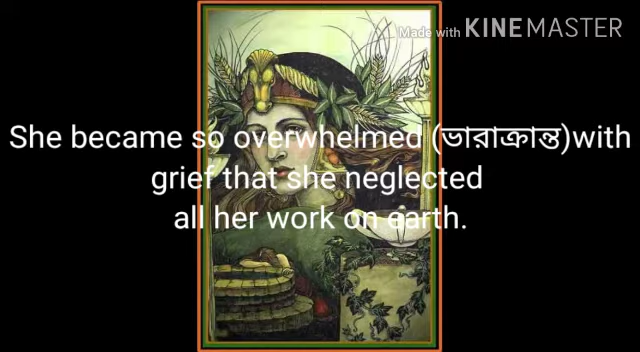 Made with KINEMASTER
She became so overwhelmed (ভারাক্রান্ত)with
grief that she neglected
all her work on earth.